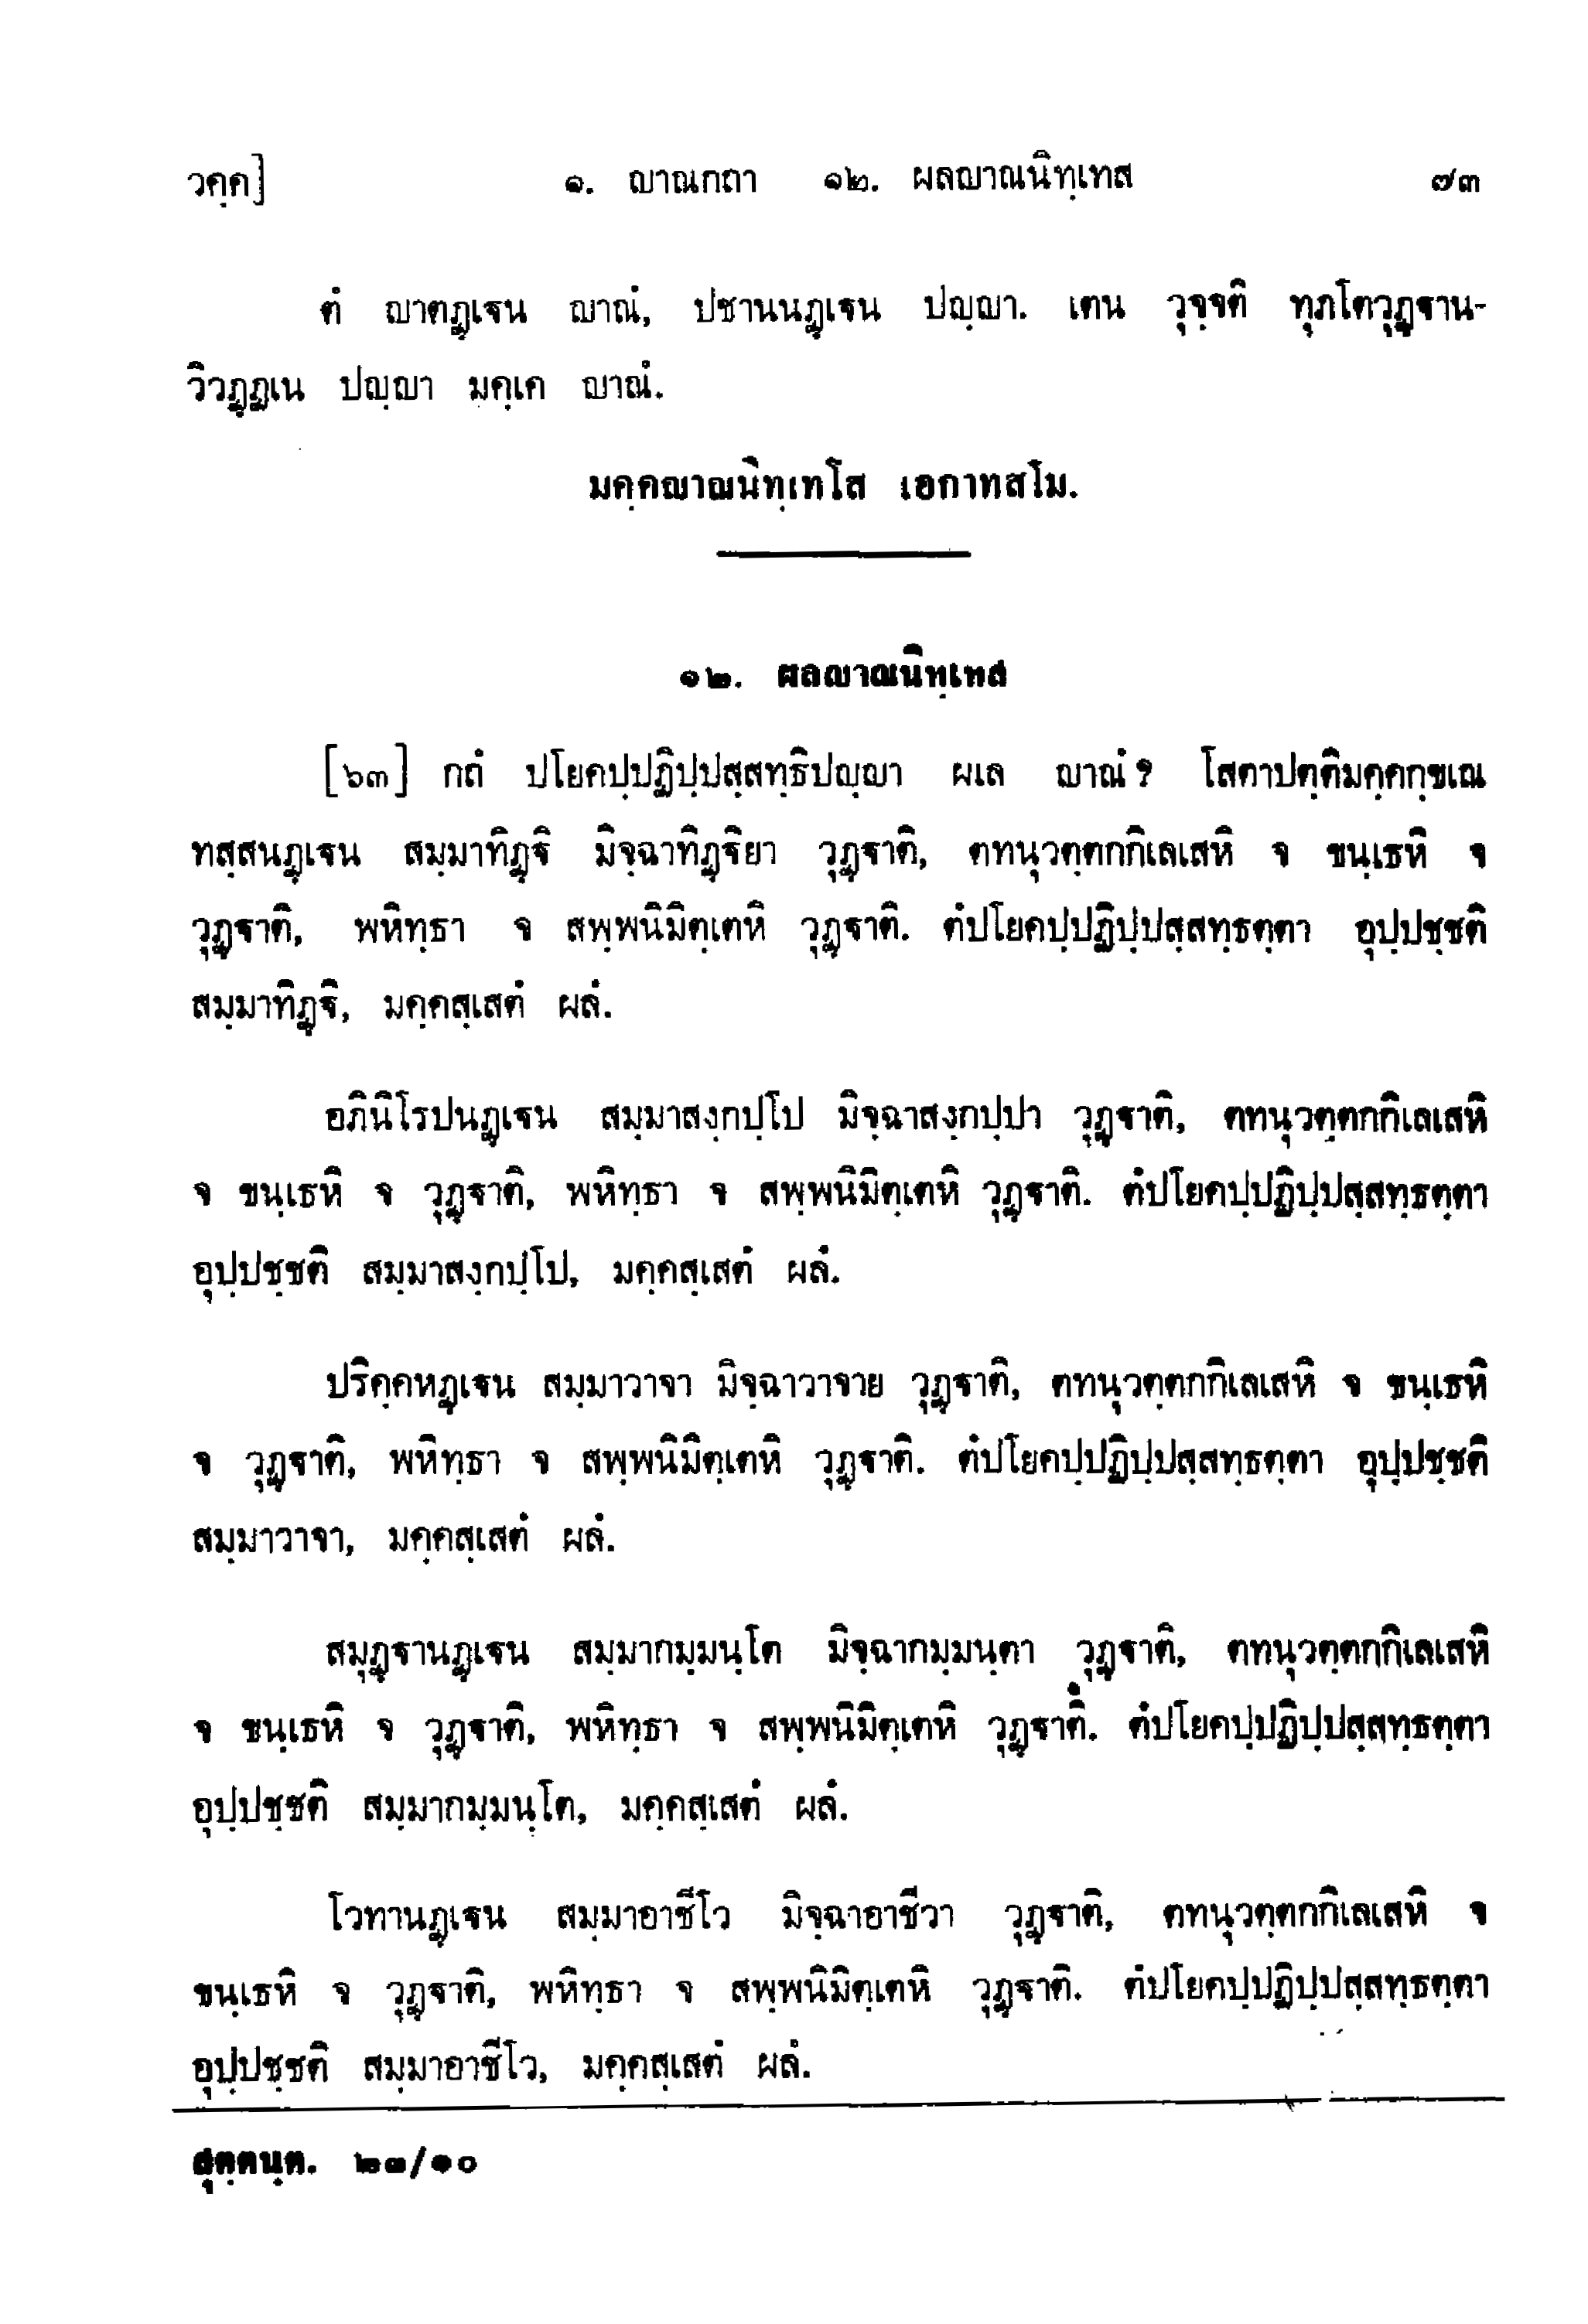 วคฺค]   ๑. ญาณกถา   ๑๒. ผลญาณนิทฺเทส   ๗๓
ตํ ญาตฏฺเฐน ญาณํ, ปชานนฏฺเฐน ปญฺญา. เตน วุจฺจติ ทุภโตวุฏฺฐาน-
วิวฏฺฏเน ปญฺญา มคฺเค ญาณํ.
มคฺคญาณนิทฺเทโส เอกาทสโม.
๑๒. ผลญาณนิทฺเทส
[๖๓] กถํ ปโยคปฺปฏิปฺปสฺสทฺธิปญฺญา ผเล ญาณํ ? โสตาปตฺติมคฺคกฺขเณ
ทสฺสนฏฺเฐน สมฺมาทิฏฺฐิ มิจฺฉาทิฏฺฐิยา วุฏฺฐาติ, ตทนุวตฺตกกิเลเสหิ จ ขนฺเธหิ จ
วุฏฺฐาติ, พหิทฺธา จ สพฺพนิมิตฺเตหิ วุฏฺฐาติ. ตํปโยคปฺปฏิปฺปสฺสทฺธตฺตา อุปฺปชฺชติ
สมฺมาทิฏฺฐิ, มคฺคสฺเสตํ ผลํ.
อภินิโรปนฏฺเฐน สมฺมาสงฺกปฺโป มิจฺฉาสงฺกปฺปา วุฏฺฐาติ, ตทนุวตฺตกกิเลเสหิ
จ ขนฺเธหิ จ วุฏฺฐาติ, พหิทฺธา จ สพฺพนิมิตฺเตหิ วุฏฺฐาติ. ตํปโยคปฺปฏิปฺปสฺสทฺธตฺตา
อุปฺปชฺชติ สมฺมาสงฺกปฺโป, มคฺคสฺเสตํ ผลํ.
ปริคฺคหฏฺเฐน สมฺมาวาจา มิจฺฉาวาจาย วุฏฺฐาติ, ตทนุวตฺตกกิเลเสหิ จ ขนฺเธหิ
จ วุฏฺฐาติ, พหิทฺธา จ สพฺพนิมิตฺเตหิ วุฏฺฐาติ. ตํปโยคปฺปฏิปฺปสฺสทฺธตฺตา อุปฺปชฺชติ
สมฺมาวาจา, มคฺคสฺเสตํ ผลํ.
สมุฏฺฐานฏฺเฐน สมฺมากมฺมนฺโต มิจฺฉากมฺมนฺตา วุฏฺฐาติ, ตทนุวตฺตกกิเลเสหิ
จ ขนฺเธหิ จ วุฏฺฐาติ, พหิทฺธา จ สพฺพนิมิตฺเตหิ วุฏฺฐาติ. ตํปโยคปฺปฏิปฺปสฺสทฺธตฺตา
อุปฺปชฺชติ สมฺมากมฺมนฺโต, มคฺคสฺเสตํ ผลํ.
โวทานฏฺเฐน สมฺมาอาชีโว มิจฺฉาอาชีวา วุฏฺฐาติ, ตทนุวตฺตกกิเลเสหิ จ
ขนฺเธหิ จ วุฏฺฐาติ, พหิทฺธา จ สพฺพนิมิตฺเตหิ วุฏฺฐาติ. ตํปโยคปฺปฏิปฺปสฺสทฺธตฺตา
อุปฺปชฺชติ สมฺมาอาชีโว, มคฺคสฺเสตํ ผลํ.
สุตฺตนฺต. ๒๓/๑๐